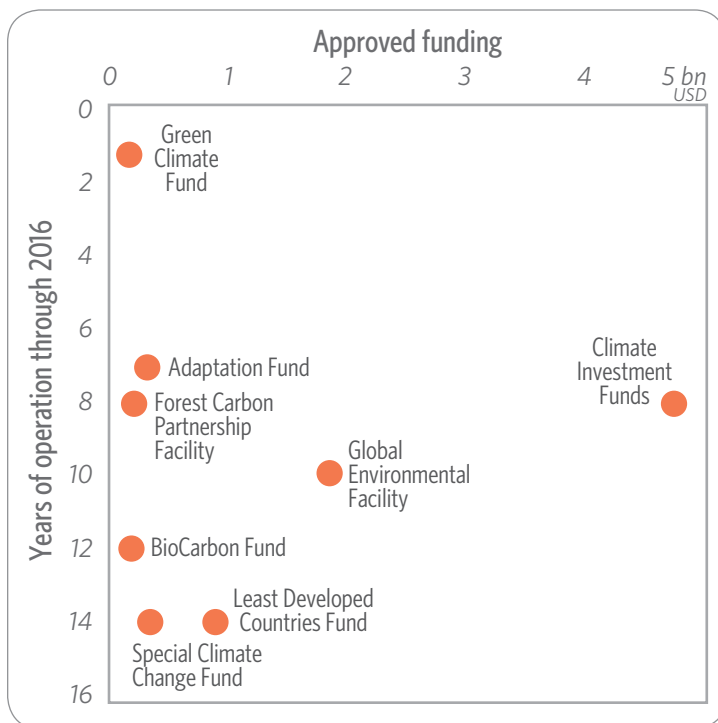 Approved funding
0 1 2 3 4 5 bn
USD
Years of operation through 2016
0
2
4
6
8
10
12
14
16
Green
Climate
Fund
Adaptation Fund
Climate
Investment
Funds
Forest Carbon
Partnership
Facility
Global
Environmental
Facility
BioCarbon Fund
Least Developed
Countries Fund
Special Climate
Change Fund